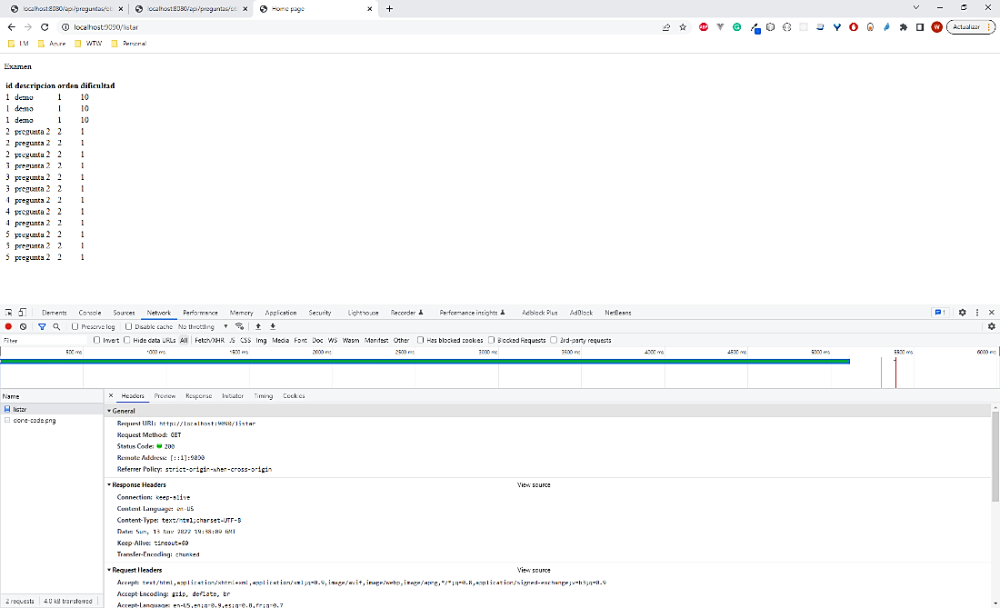 localhost:8080/api/preguntas/ol localhost:8080/api/preguntas/ol Home page
localhost:9090/listar Actualizar
LM Azure WTW Personal
Examen
id descripcion orden dificultad
1 demo 1 10
1 demo 1 10
1 demo 1 10
2 pregunta 2 2 1
2 pregunta 2 2 1
2 pregunta 2 2 1
3 pregunta 2 2 1
3 pregunta 2 2 1
3 pregunta 2 2 1
4 pregunta 2 2 1
4 pregunta 2 2 1
4 pregunta 2 2 1
5 pregunta 2 2 1
5 pregunta 2 2 1
5 pregunta 2 2 1
Elements Console Sources Network Performance Memory Application Security Lighthouse Recorder Performance insights Adblock Plus AdBlock NetBeans 1
Preserve log Disable cache No throttling
Filter Invert Hide data URLs All Fetch/XHR JS CSS Img Media Font Doc WS Wasm Manifest Other Has blocked cookies Blocked Requests 3rd-party requests
500 ms 1000 ms 1500 ms 2000 ms 2500 ms 3000 ms 3500 ms 4000 ms 4500 ms 5000 ms 5500 ms 6000 ms
Name Headers Preview Response Initiator Timing Cookies
listar
clone-code.png
General
Request URL: http://localhost:9090/listar
Request Method: GET
Status Code: 200
Remote Address: [::1]:9090
Referrer Policy: strict-origin-when-cross-origin
Response Headers View source
Connection: keep-alive
Content-Language: en-US
Content-Type: text/html;charset=UTF-8
Date: Sun, 13 Nov 2022 19:38:09 GMT
Keep-Alive: timeout=60
Transfer-Encoding: chunked
Request Headers View source
Accept: text/html,application/xhtml+xml,application/xml;q=0.9,image/avif,image/webp,image/apng,*/*;q=0.8,application/signed-exchange;v=b3;q=0.9
Accept-Encoding: gzip, deflate, br
Accept-Language: en-US,en;q=0.9,es;q=0.8,fr;q=0.7
2 requests 4.0 kB transferred